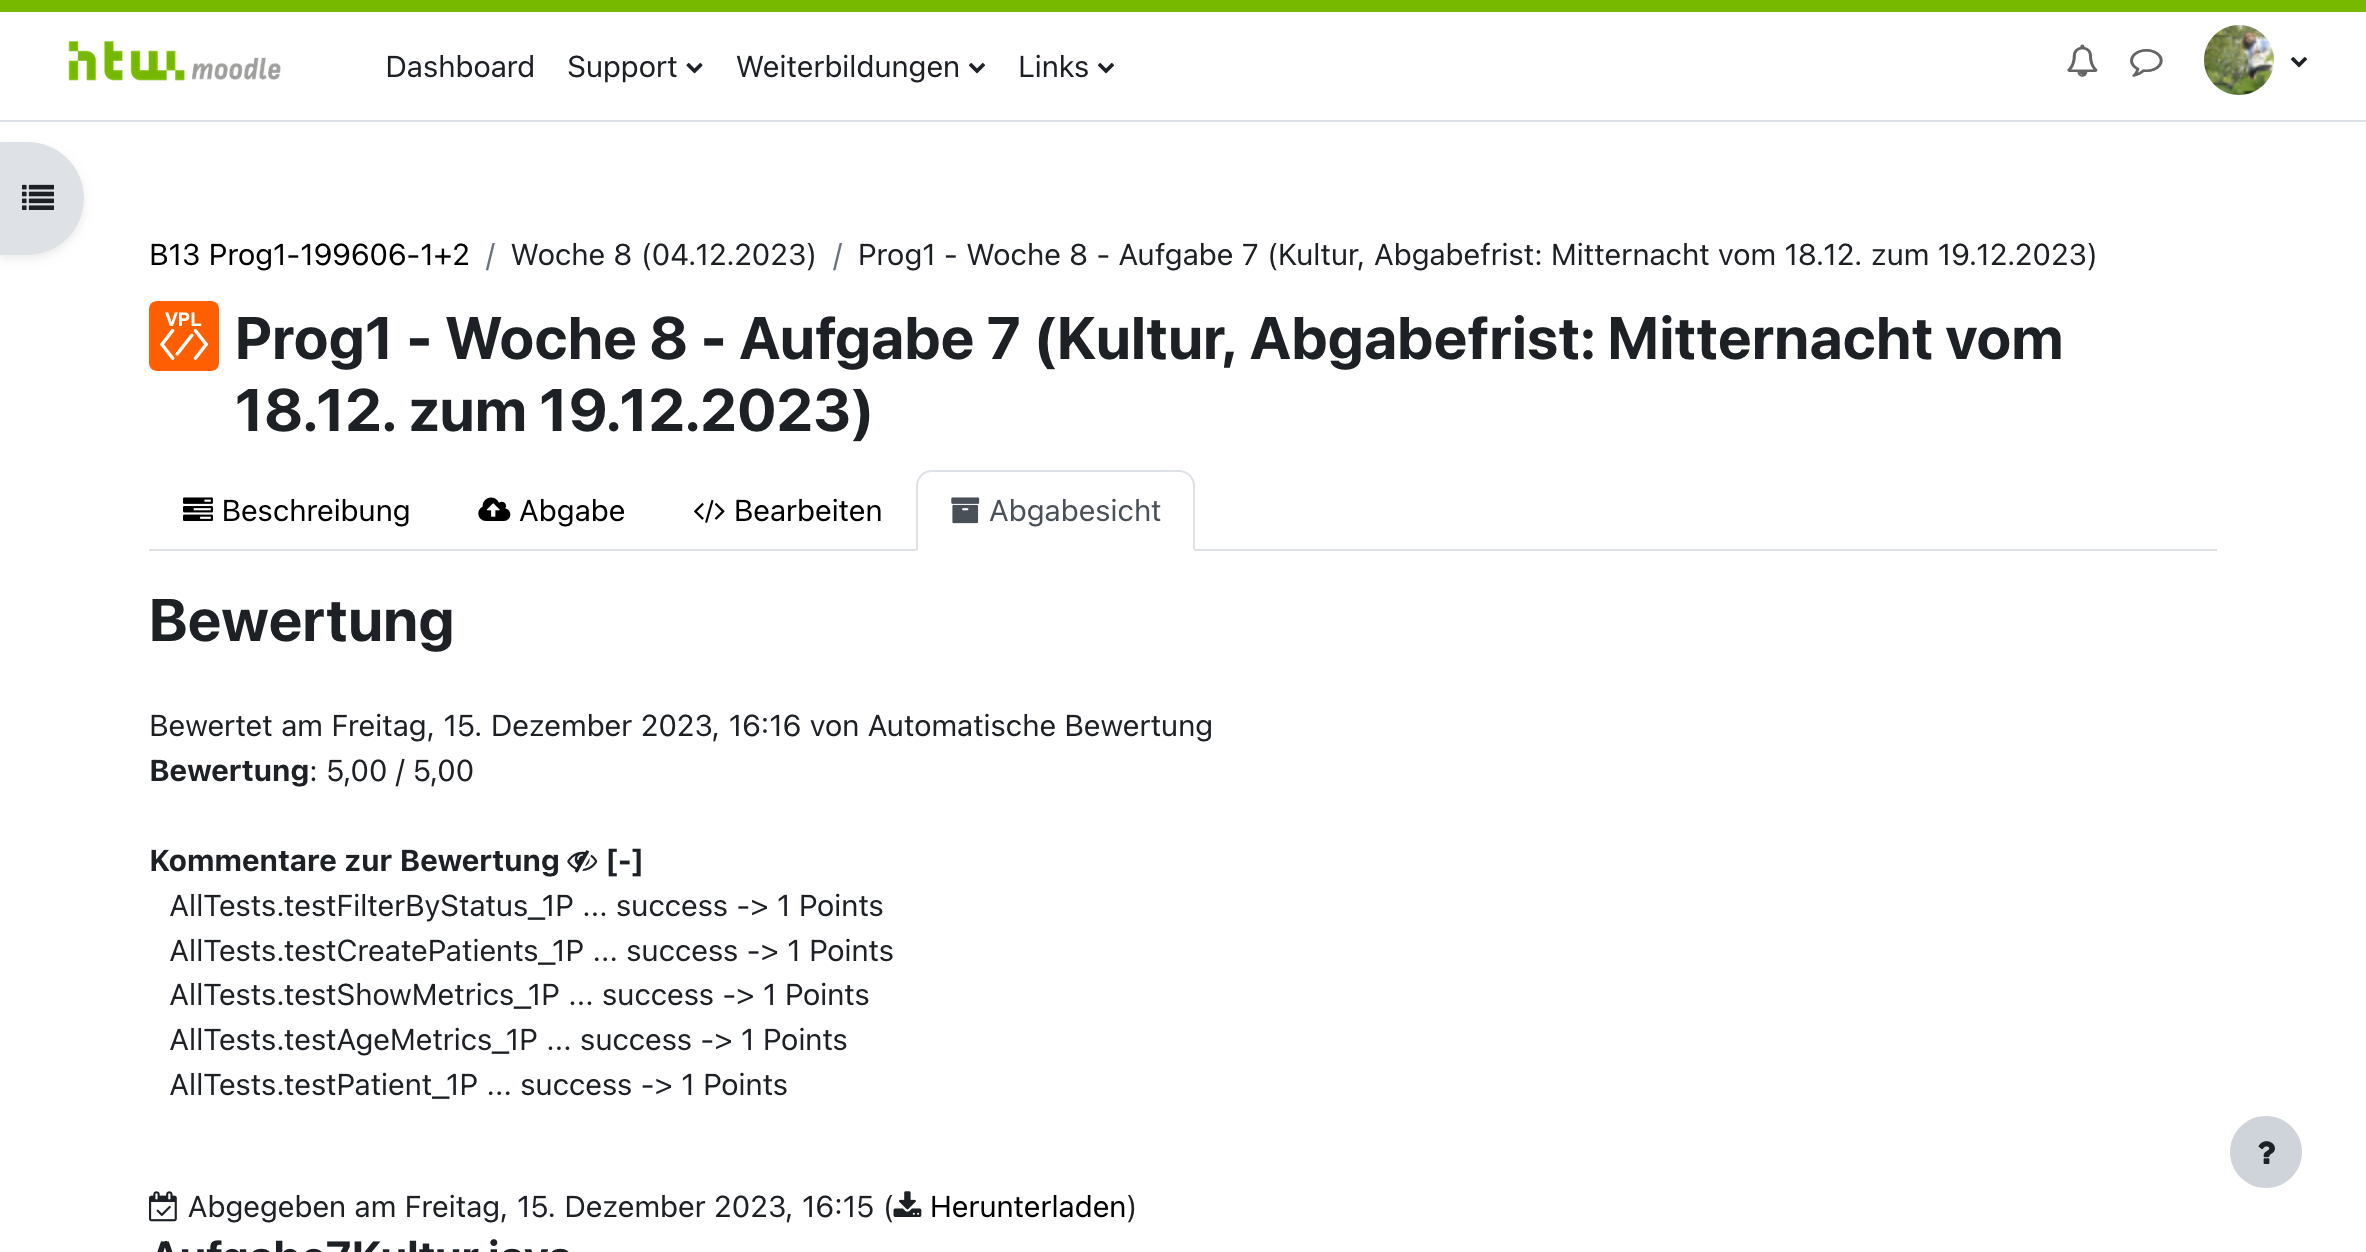 htw. moodle
Dashboard Support Weiterbildungen Links
B13 Prog1-199606-1+2 / Woche 8 (04.12.2023) / Prog1 - Woche 8 - Aufgabe 7 (Kultur, Abgabefrist: Mitternacht vom 18.12. zum 19.12.2023)
VPL
Prog1 - Woche 8 - Aufgabe 7 (Kultur, Abgabefrist: Mitternacht vom
18.12. zum 19.12.2023)
Beschreibung Abgabe Bearbeiten Abgabesicht
Bewertung
Bewertet am Freitag, 15. Dezember 2023, 16:16 von Automatische Bewertung
Bewertung: 5,00 / 5,00
Kommentare zur Bewertung [-]
AllTests.testFilterByStatus_1P ... success -> 1 Points
AllTests.testCreatePatients_1P ... success -> 1 Points
AllTests.testShowMetrics_1P ... success -> 1 Points
AllTests.testAgeMetrics_1P ... success -> 1 Points
AllTests.testPatient_1P ... success -> 1 Points
?
Abgegeben am Freitag, 15. Dezember 2023, 16:15 (Herunterladen)
Aufgabe7Kultur.java